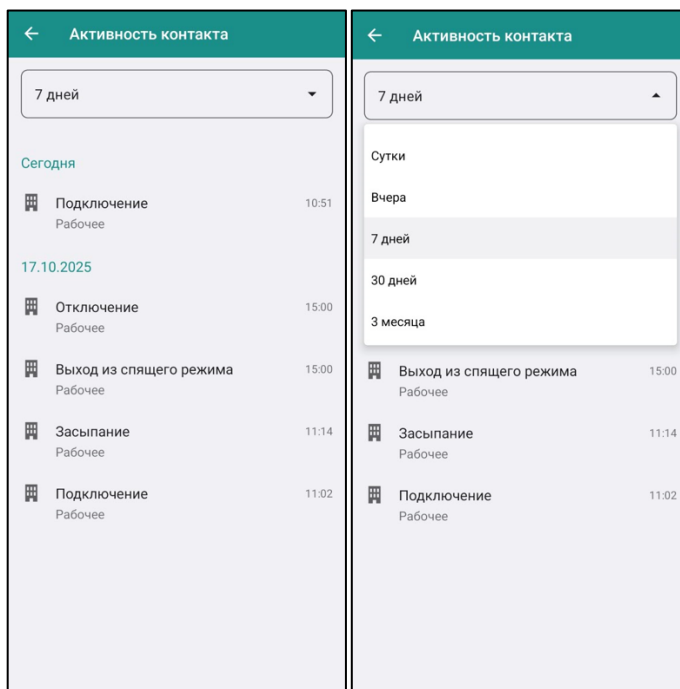 Активность контакта
7 дней
Сегодня
Подключение
10:51
Рабочее
17.10.2025
Отключение
15:00
Рабочее
Выход из спящего режима
15:00
Рабочее
Засыпание
11:14
Рабочее
Подключение
11:02
Рабочее
Активность контакта
7 дней
Сутки
Вчера
7 дней
30 дней
3 месяца
Выход из спящего режима
15:00
Рабочее
Засыпание
11:14
Рабочее
Подключение
11:02
Рабочее